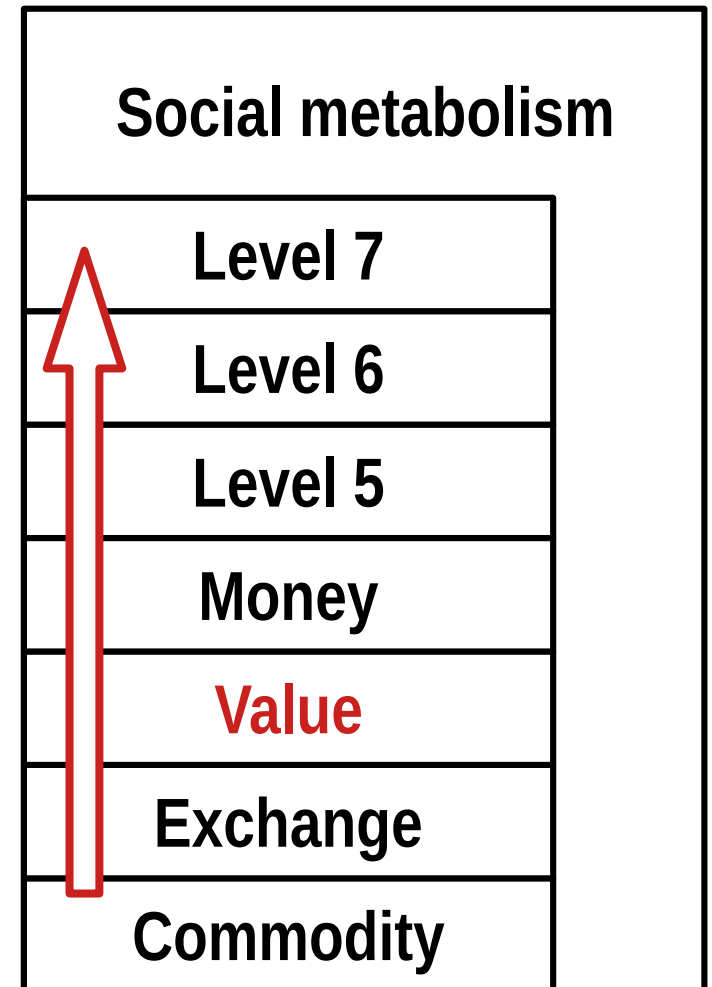 Social metabolism
Level 7
Level 6
Level 5
Money
Value
Exchange
Commodity